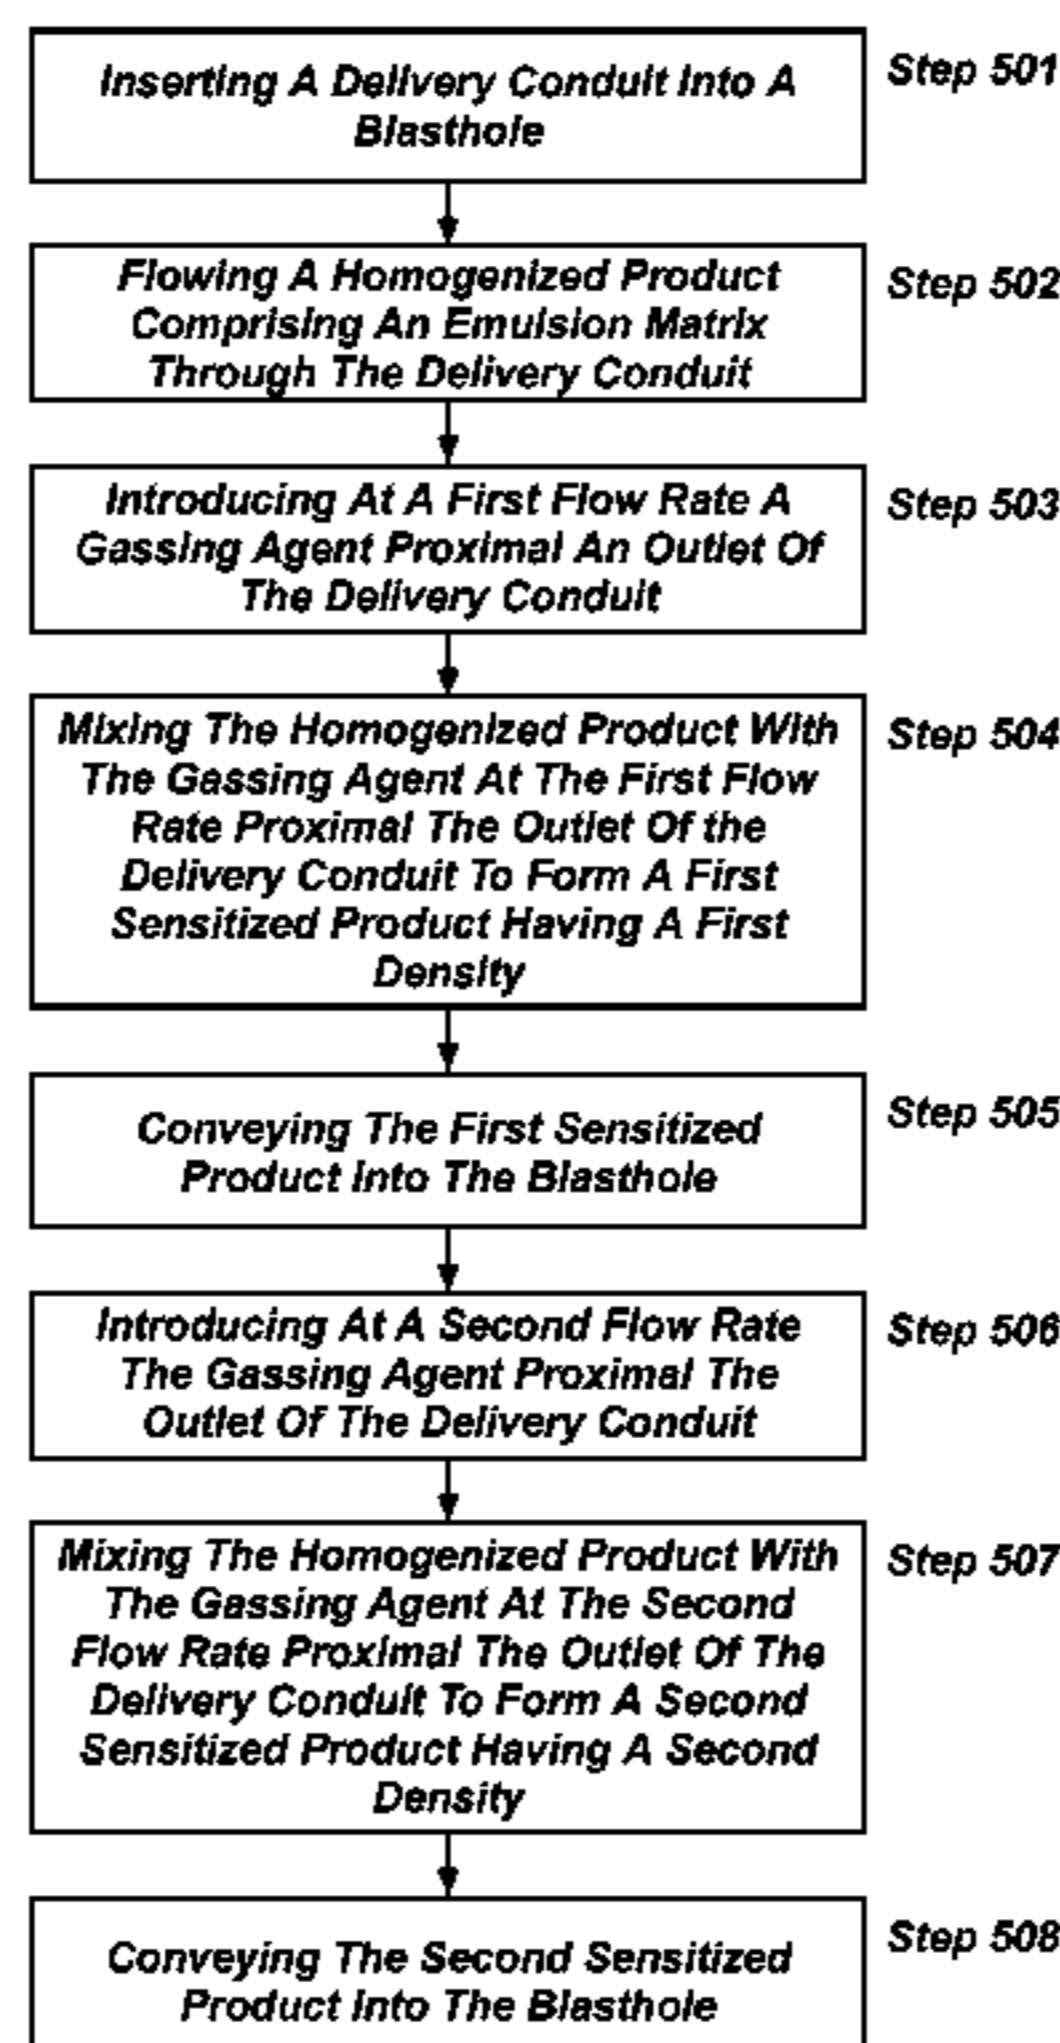 Inserting A Delivery Conduit Into A
Blasthole
Step 501
Flowing A Homogenized Product
Comprising An Emulsion Matrix
Through The Delivery Conduit
Step 502
Introducing At A First Flow Rate A
Gassing Agent Proximal An Outlet Of
The Delivery Conduit
Step 503
Mixing The Homogenized Product With
The Gassing Agent At The First Flow
Rate Proximal The Outlet Of the
Delivery Conduit To Form A First
Sensitized Product Having A First
Density
Step 504
Conveying The First Sensitized
Product Into The Blasthole
Step 505
Introducing At A Second Flow Rate
The Gassing Agent Proximal The
Outlet Of The Delivery Conduit
Step 506
Mixing The Homogenized Product With
The Gassing Agent At The Second
Flow Rate Proximal The Outlet Of The
Delivery Conduit To Form A Second
Sensitized Product Having A Second
Density
Step 507
Conveying The Second Sensitized
Product Into The Blasthole
Step 508